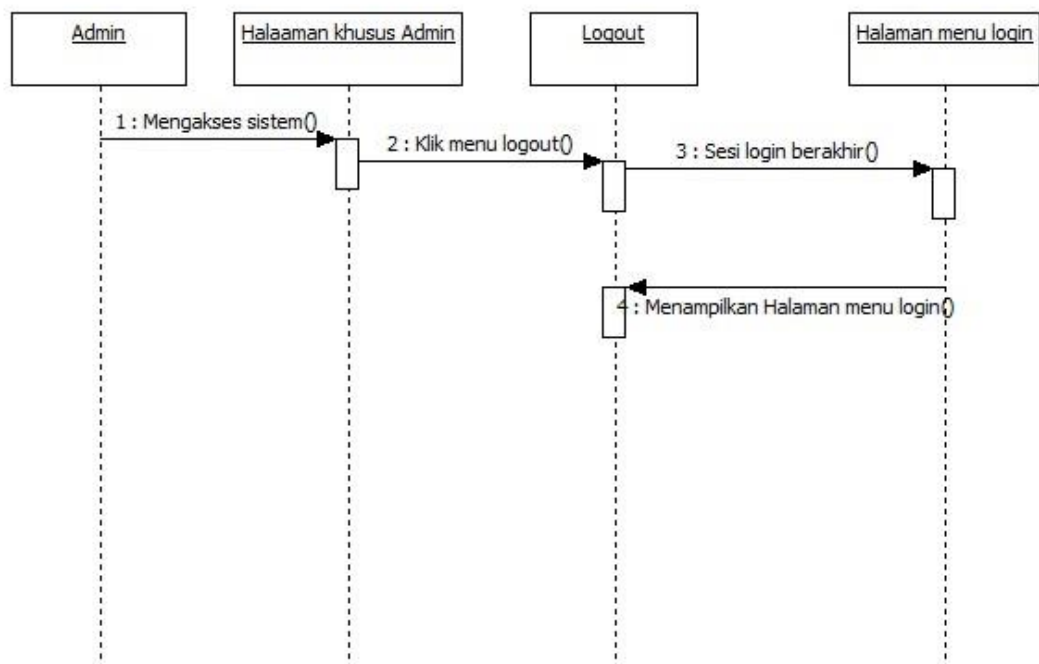 Admin
Halaaman khusus Admin
Logout
Halaman menu login
1 : Mengakses sistem()
2 : Klik menu logout()
3 : Sesi login berakhir()
4 : Menampilkan Halaman menu login()